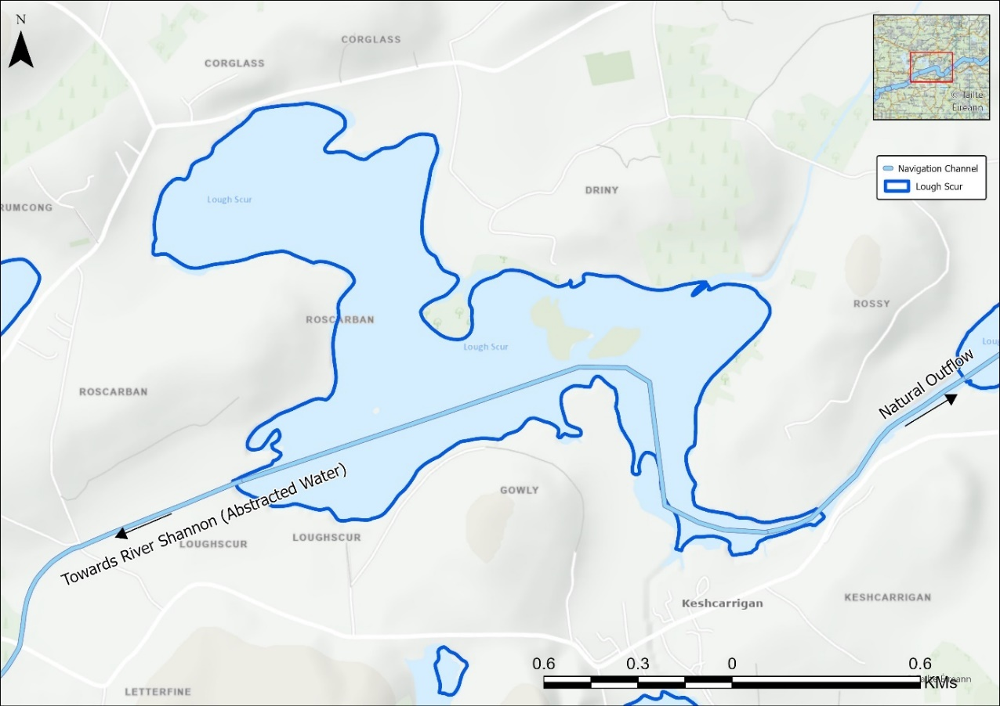 N
CORGLASS
CORGLASS
© Tailte
Éireann
Navigation Channel
Lough Scur
DRINY
Lough Scur
RUMCONG
ROSSY
ROSCARBAN
Lough Scur
Loug
Natural Outflow
ROSCARBAN
Towards River Shannon (Abstracted Water)
GOWLY
LOUGHSCUR
LOUGHSCUR
Keshcarrigan
KESHCARRIGAN
0.6 0.3 0 0.6
KMs
LETTERFINE